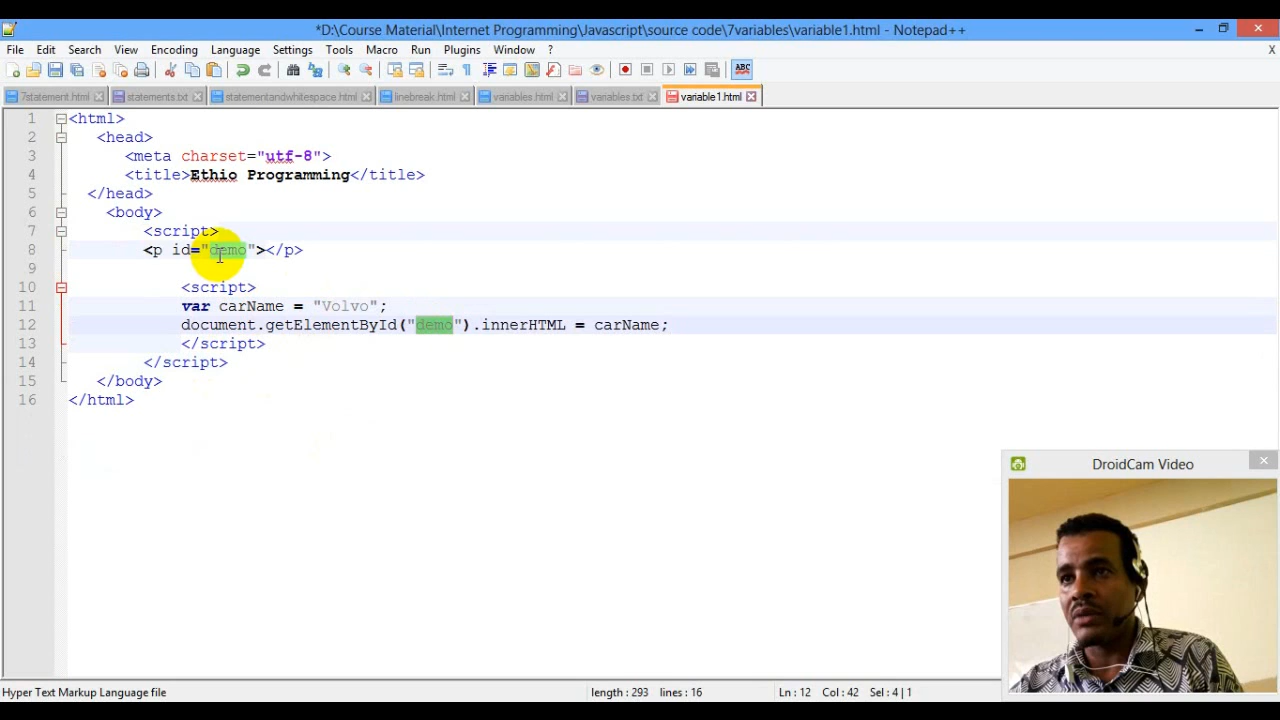 *D:\Course Material\Internet Programming\Javascript\source code\7variables\variable1.html - Notepad++
File Edit Search View Encoding Language Settings Tools Macro Run Plugins Window ? X
7statement.html statements.txt statementandwhitespace.html linebreak.html variables.html variables.txt variable1.html
1 <html>
2 <head>
3 <meta charset="utf-8">
4 <title>Ethio Programming</title>
5 </head>
6 <body>
7 <script>
8 <p id="demo"></p>
9
10 <script>
11 var carName = "Volvo";
12 document.getElementById("demo").innerHTML = carName;
13 </script>
14 </script>
15 </body>
16 </html>
DroidCam Video
Hyper Text Markup Language file length : 293 lines : 16 Ln : 12 Col : 42 Sel : 4 | 1